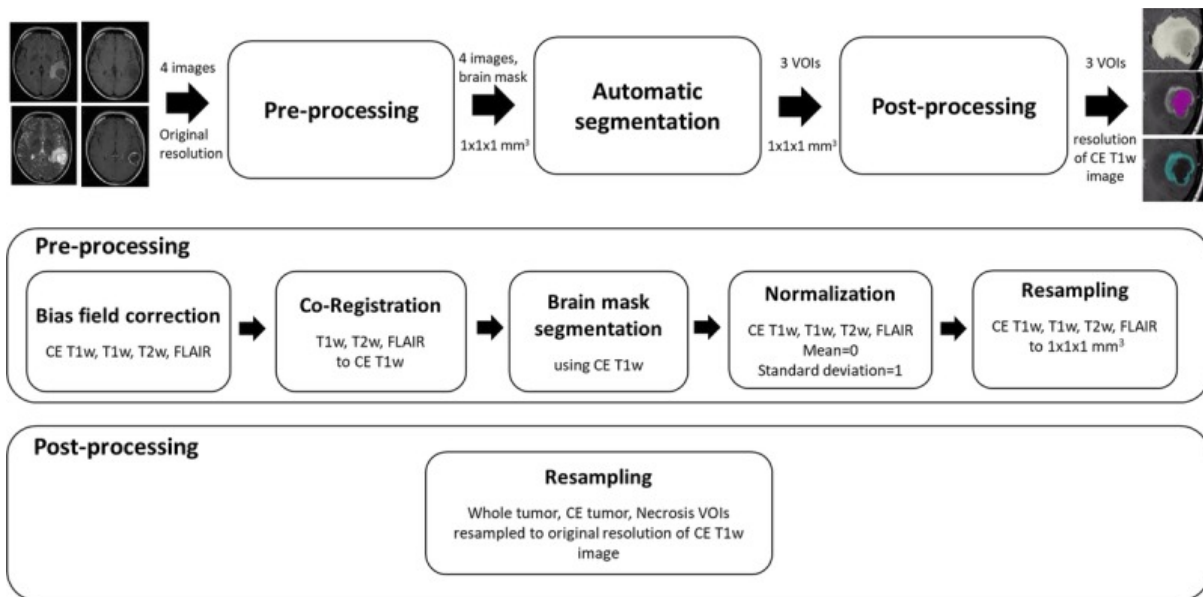 4 images
Original
resolution
Pre-processing
4 images,
brain mask
1x1x1 mm³
Automatic
segmentation
3 VOIs
1x1x1 mm³
Post-processing
3 VOIs
resolution
of CE T1w
image
Pre-processing
Bias field correction
CE T1w, T1w, T2w, FLAIR
Co-Registration
T1w, T2w, FLAIR
to CE T1w
Brain mask
segmentation
using CE T1w
Normalization
CE T1w, T1w, T2w, FLAIR
Mean=0
Standard deviation=1
Resampling
CE T1w, T1w, T2w, FLAIR
to 1x1x1 mm³
Post-processing
Resampling
Whole tumor, CE tumor, Necrosis VOIs
resampled to original resolution of CE T1w
image